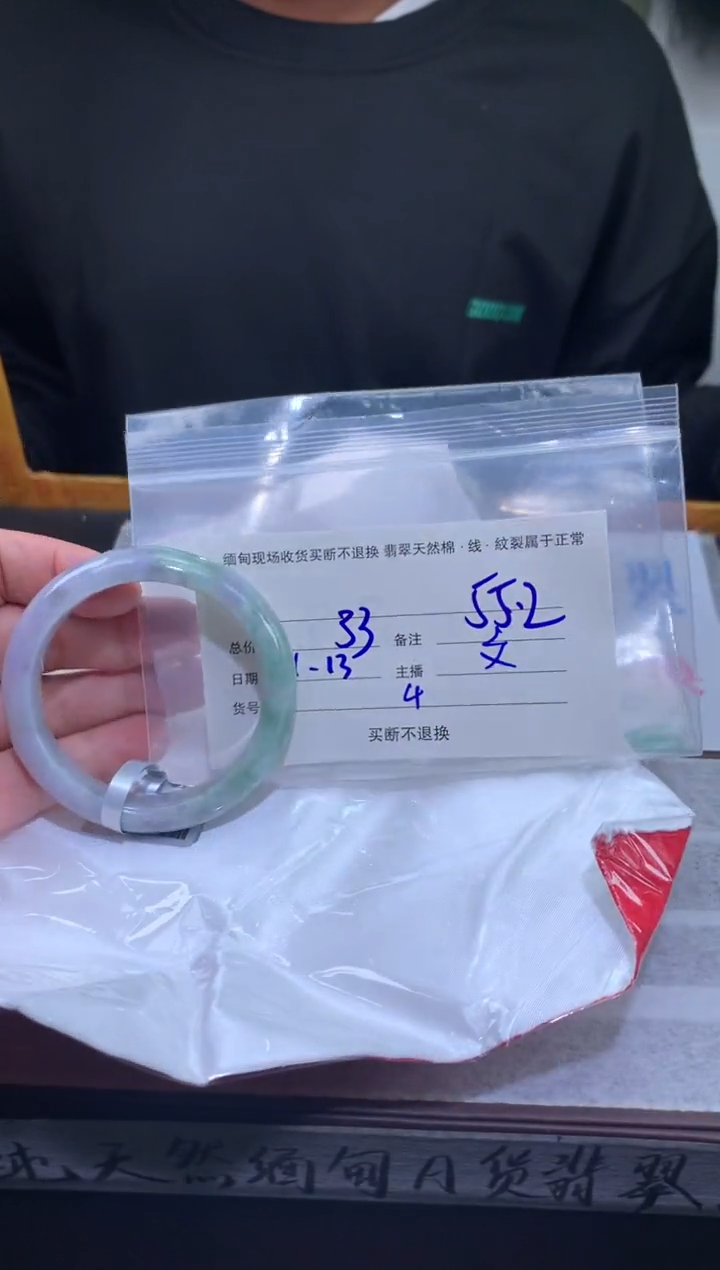 缅甸现场收货买断不退换 翡翠天然棉·线·紋裂属于正常
总价 33 备注 55.2
日期 1-13 主播 文
货号 4
买断不退换
纯天然缅甸A货翡翠